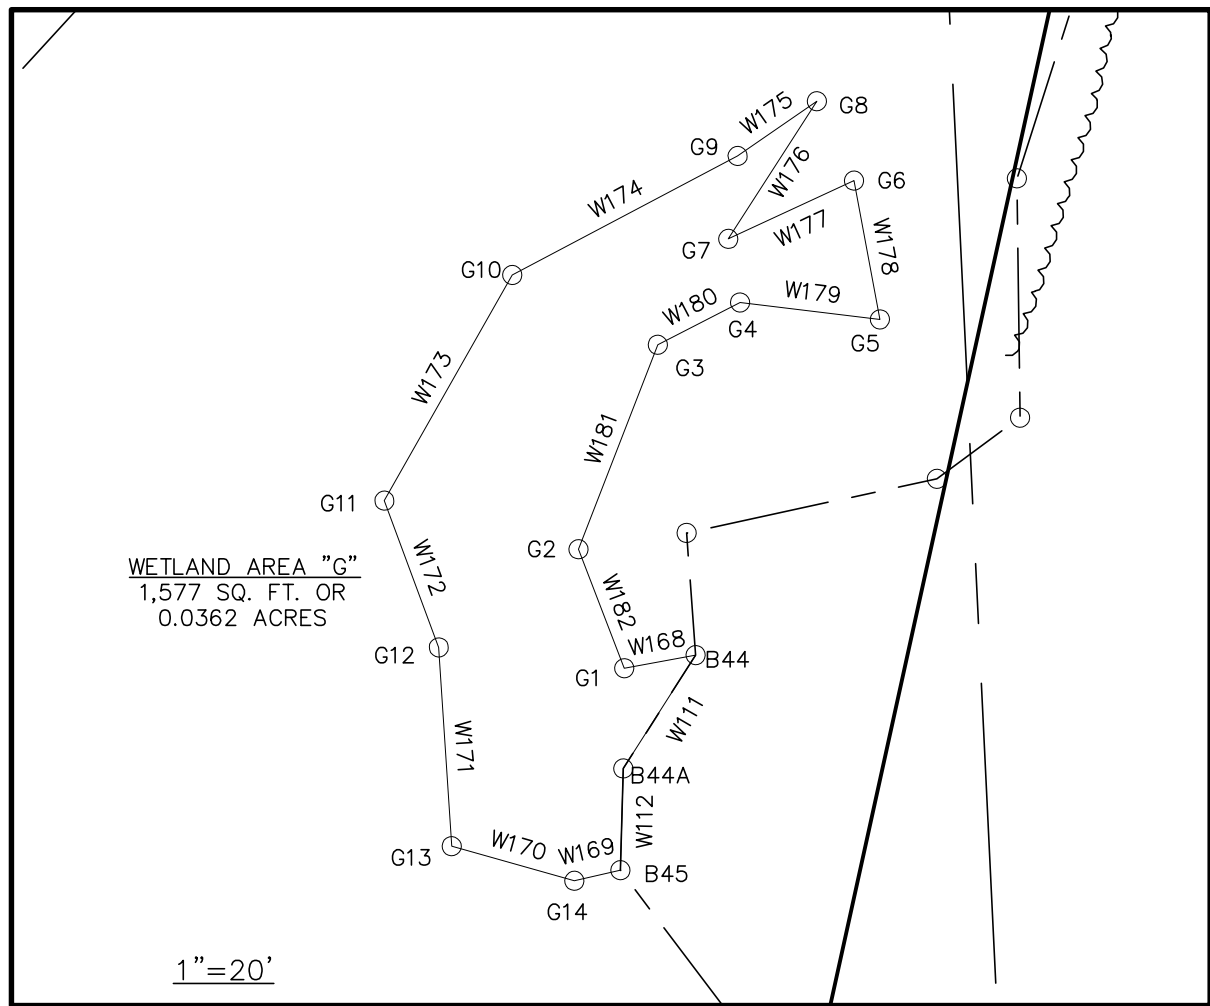 W175
G8
G9
W176
G6
W174
W177
G7
W178
G10
W179
W180
G4
G5
G3
W173
W181
G11
G2
WETLAND AREA "G"
1,577 SQ. FT. OR
0.0362 ACRES
W172
W182
W168
G12
B44
G1
W111
W171
B44A
W112
W170
W169
G13
B45
G14
1"=20'